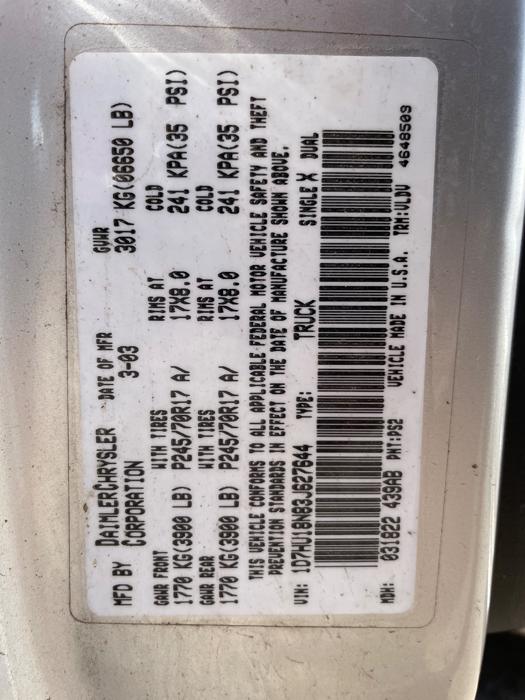 MFD BY DAIMLERCHRYSLER CORPORATION
DATE OF MFR 3-03
GVWR 3017 KG(06650 LB)
GAWR FRONT WITH TIRES RIMS AT COLD
1770 KG(3900 LB) P245/70R17 A/ 17X8.0 241 KPA(35 PSI)
GAWR REAR WITH TIRES RIMS AT COLD
1770 KG(3900 LB) P245/70R17 A/ 17X8.0 241 KPA(35 PSI)
THIS VEHICLE CONFORMS TO ALL APPLICABLE FEDERAL MOTOR VEHICLE SAFETY AND THEFT
PREVENTION STANDARDS IN EFFECT ON THE DATE OF MANUFACTURE SHOWN ABOVE.
VIN: 1D7HU18N83J627644 TYPE: TRUCK SINGLE X DUAL
MDH: 031822 439AB PNT:PS2 VEHICLE MADE IN U.S.A. TRM:VLDV 4648509